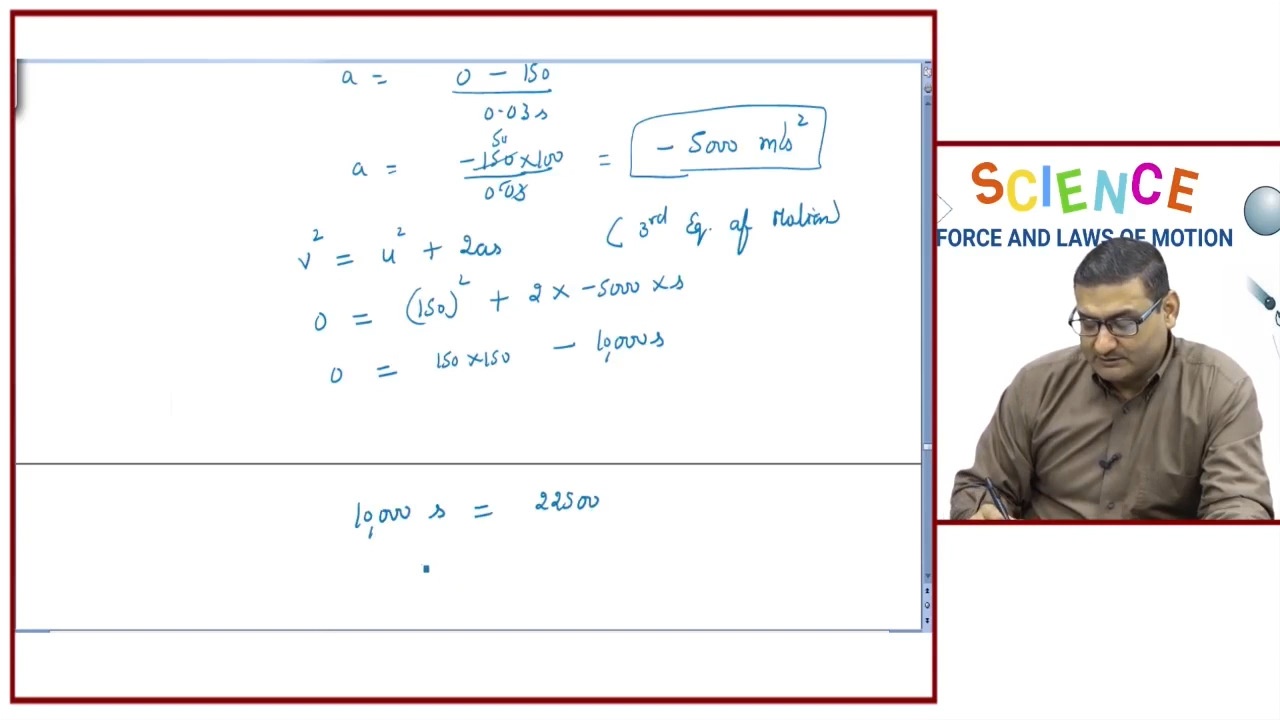 a = 0 - 150
0.03 s
50
a = -150 x 100 = - 5000 m/s²
0.03
v² = u² + 2as ( 3rd Eq. of Motion)
0 = (150)² + 2 x -5000 x s
0 = 150 x 150 - 10,000 s
10,000 s = 22500
SCIENCE
FORCE AND LAWS OF MOTION